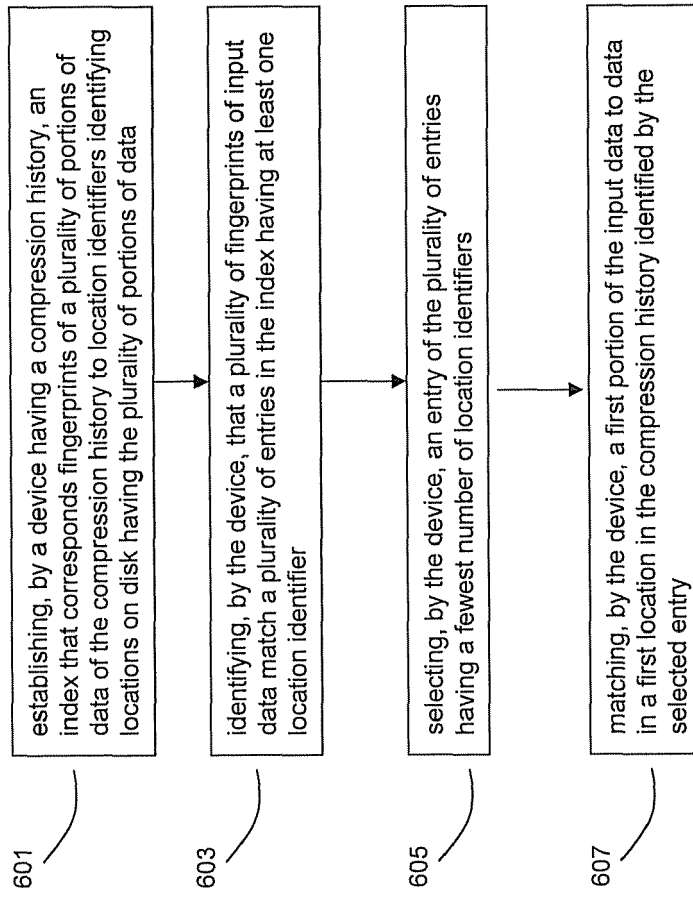 601
establishing, by a device having a compression history, an
index that corresponds fingerprints of a plurality of portions of
data of the compression history to location identifiers identifying
locations on disk having the plurality of portions of data
603
identifying, by the device, that a plurality of fingerprints of input
data match a plurality of entries in the index having at least one
location identifier
605
selecting, by the device, an entry of the plurality of entries
having a fewest number of location identifiers
607
matching, by the device, a first portion of the input data to data
in a first location in the compression history identified by the
selected entry